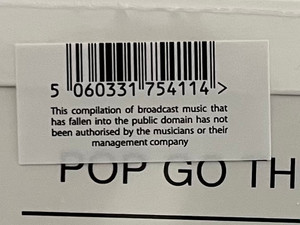 5 060331 754114 >
This compilation of broadcast music that
has fallen into the public domain has not
been authorised by the musicians or their
management company
POP GO TH